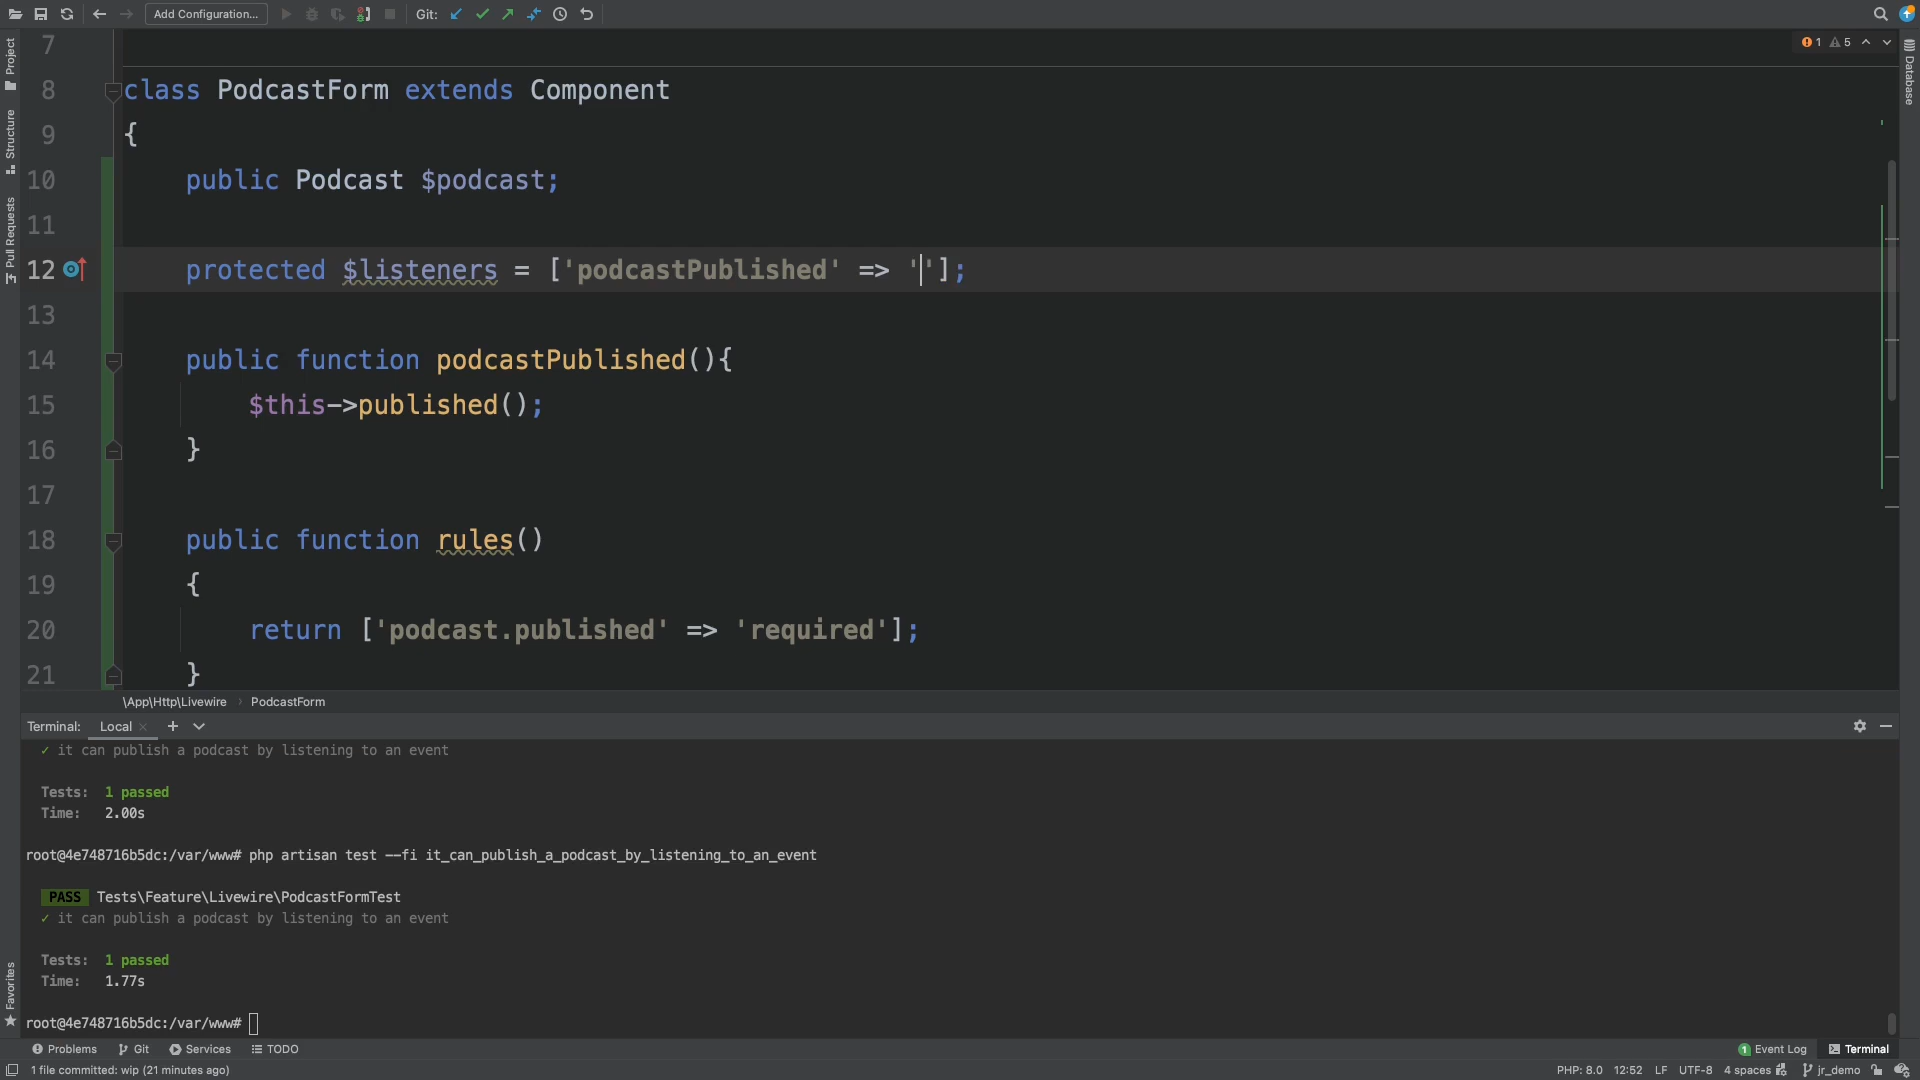 Add Configuration... Git:
1 5
Project
Structure
Pull Requests
Favorites
Database
7
8 class PodcastForm extends Component
9 {
10 public Podcast $podcast;
11
12 protected $listeners = ['podcastPublished' => ''];
13
14 public function podcastPublished(){
15 $this->published();
16 }
17
18 public function rules()
19 {
20 return ['podcast.published' => 'required'];
21 }
\App\Http\Livewire › PodcastForm
Terminal: Local × +
✓ it can publish a podcast by listening to an event
Tests: 1 passed
Time: 2.00s
root@4e748716b5dc:/var/www# php artisan test --fi it_can_publish_a_podcast_by_listening_to_an_event
PASS Tests\Feature\Livewire\PodcastFormTest
✓ it can publish a podcast by listening to an event
Tests: 1 passed
Time: 1.77s
root@4e748716b5dc:/var/www#
Problems Git Services TODO 1 Event Log Terminal
1 file committed: wip (21 minutes ago) PHP: 8.0 12:52 LF UTF-8 4 spaces jr_demo